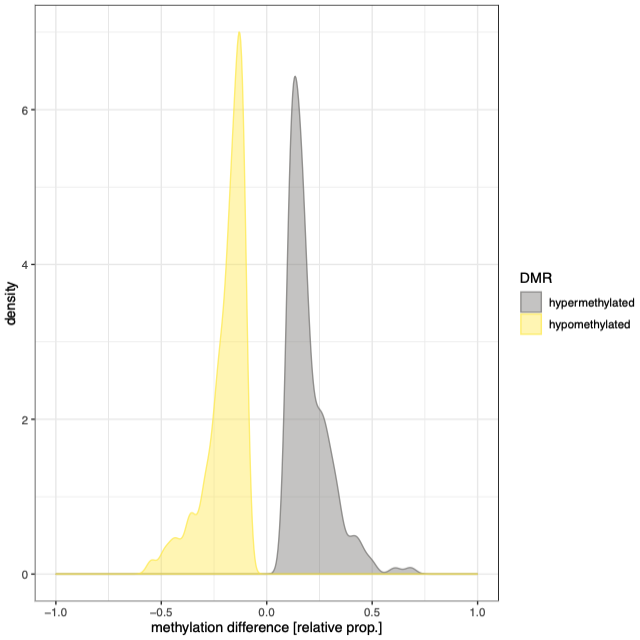 density
6
4
2
0
−1.0 −0.5 0.0 0.5 1.0
methylation difference [relative prop.]
DMR
hypermethylated
hypomethylated